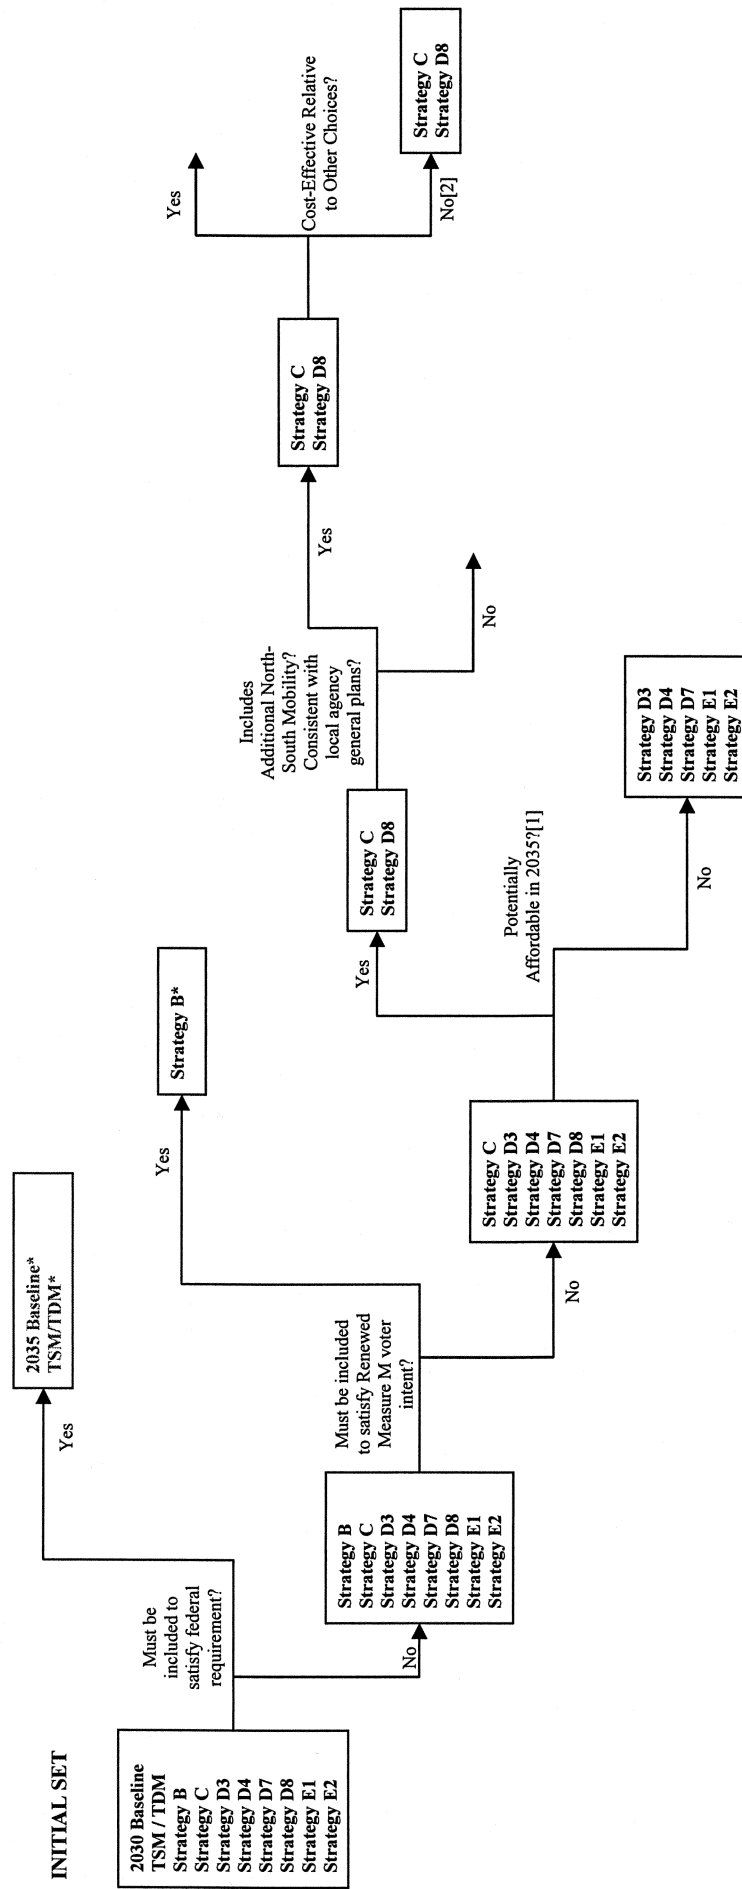 INITIAL SET
2030 Baseline
TSM / TDM
Strategy B
Strategy C
Strategy D3
Strategy D4
Strategy D7
Strategy D8
Strategy E1
Strategy E2
Must be
included to
satisfy federal
requirement?
Yes
2035 Baseline*
TSM/TDM*
No
Strategy B
Strategy C
Strategy D3
Strategy D4
Strategy D7
Strategy D8
Strategy E1
Strategy E2
Must be included
to satisfy Renewed
Measure M voter
intent?
Yes
Strategy B*
No
Strategy C
Strategy D3
Strategy D4
Strategy D7
Strategy D8
Strategy E1
Strategy E2
Potentially
Affordable in 2035?[1]
Yes
Strategy C
Strategy D8
No
Strategy D3
Strategy D4
Strategy D7
Strategy E1
Strategy E2
Includes
Additional North-
South Mobility?
Consistent with
local agency
general plans?
Yes
Strategy C
Strategy D8
No
Cost-Effective Relative
to Other Choices?
Yes
No[2]
Strategy C
Strategy D8